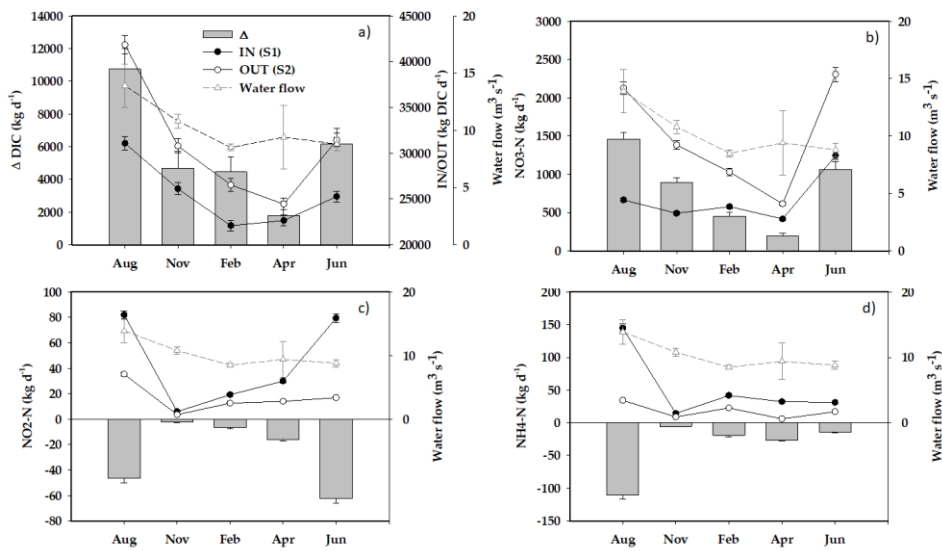 a)
Δ
IN (S1)
OUT (S2)
Water flow
Δ DIC (kg d⁻¹)
14000
12000
10000
8000
6000
4000
2000
0
45000
40000
35000
30000
25000
20000
IN/OUT (kg DIC d⁻¹)
20
15
10
5
0
Water flow (m³ s⁻¹)
Aug Nov Feb Apr Jun
b)
NO3-N (kg d⁻¹)
3000
2500
2000
1500
1000
500
0
20
15
10
5
0
Water flow (m³ s⁻¹)
Aug Nov Feb Apr Jun
c)
NO2-N (kg d⁻¹)
100
80
60
40
20
0
-20
-40
-60
-80
20
10
0
Water flow (m³ s⁻¹)
Aug Nov Feb Apr Jun
d)
NH4-N (kg d⁻¹)
200
150
100
50
0
-50
-100
-150
20
10
0
Water flow (m³ s⁻¹)
Aug Nov Feb Apr Jun